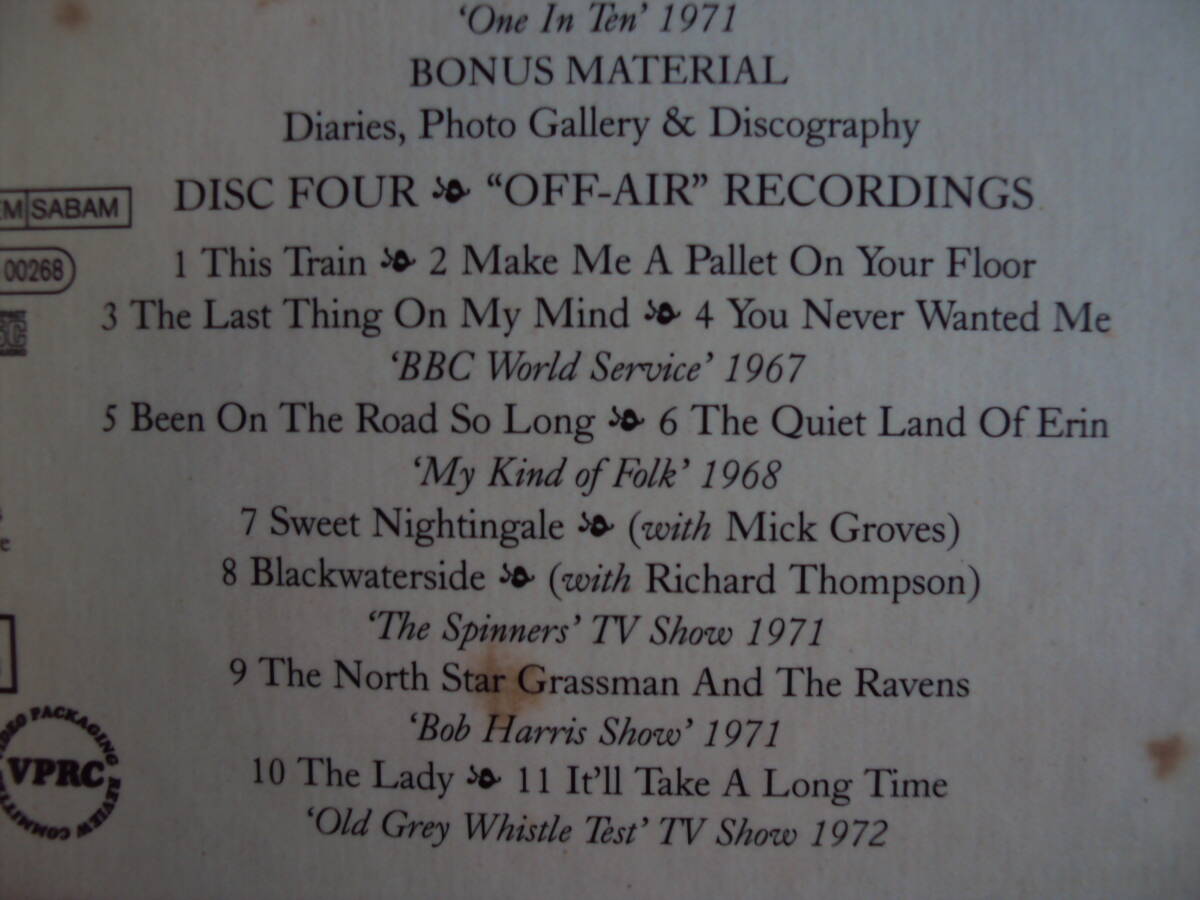 'One In Ten' 1971
BONUS MATERIAL
Diaries, Photo Gallery & Discography
DISC FOUR "OFF-AIR" RECORDINGS
SABAM
1 This Train 2 Make Me A Pallet On Your Floor
00268
3 The Last Thing On My Mind 4 You Never Wanted Me
'BBC World Service' 1967
5 Been On The Road So Long 6 The Quiet Land Of Erin
'My Kind of Folk' 1968
7 Sweet Nightingale (with Mick Groves)
8 Blackwaterside (with Richard Thompson)
'The Spinners' TV Show 1971
9 The North Star Grassman And The Ravens
'Bob Harris Show' 1971
10 The Lady 11 It'll Take A Long Time
'Old Grey Whistle Test' TV Show 1972
PACKAGING REVIEW
VPRC